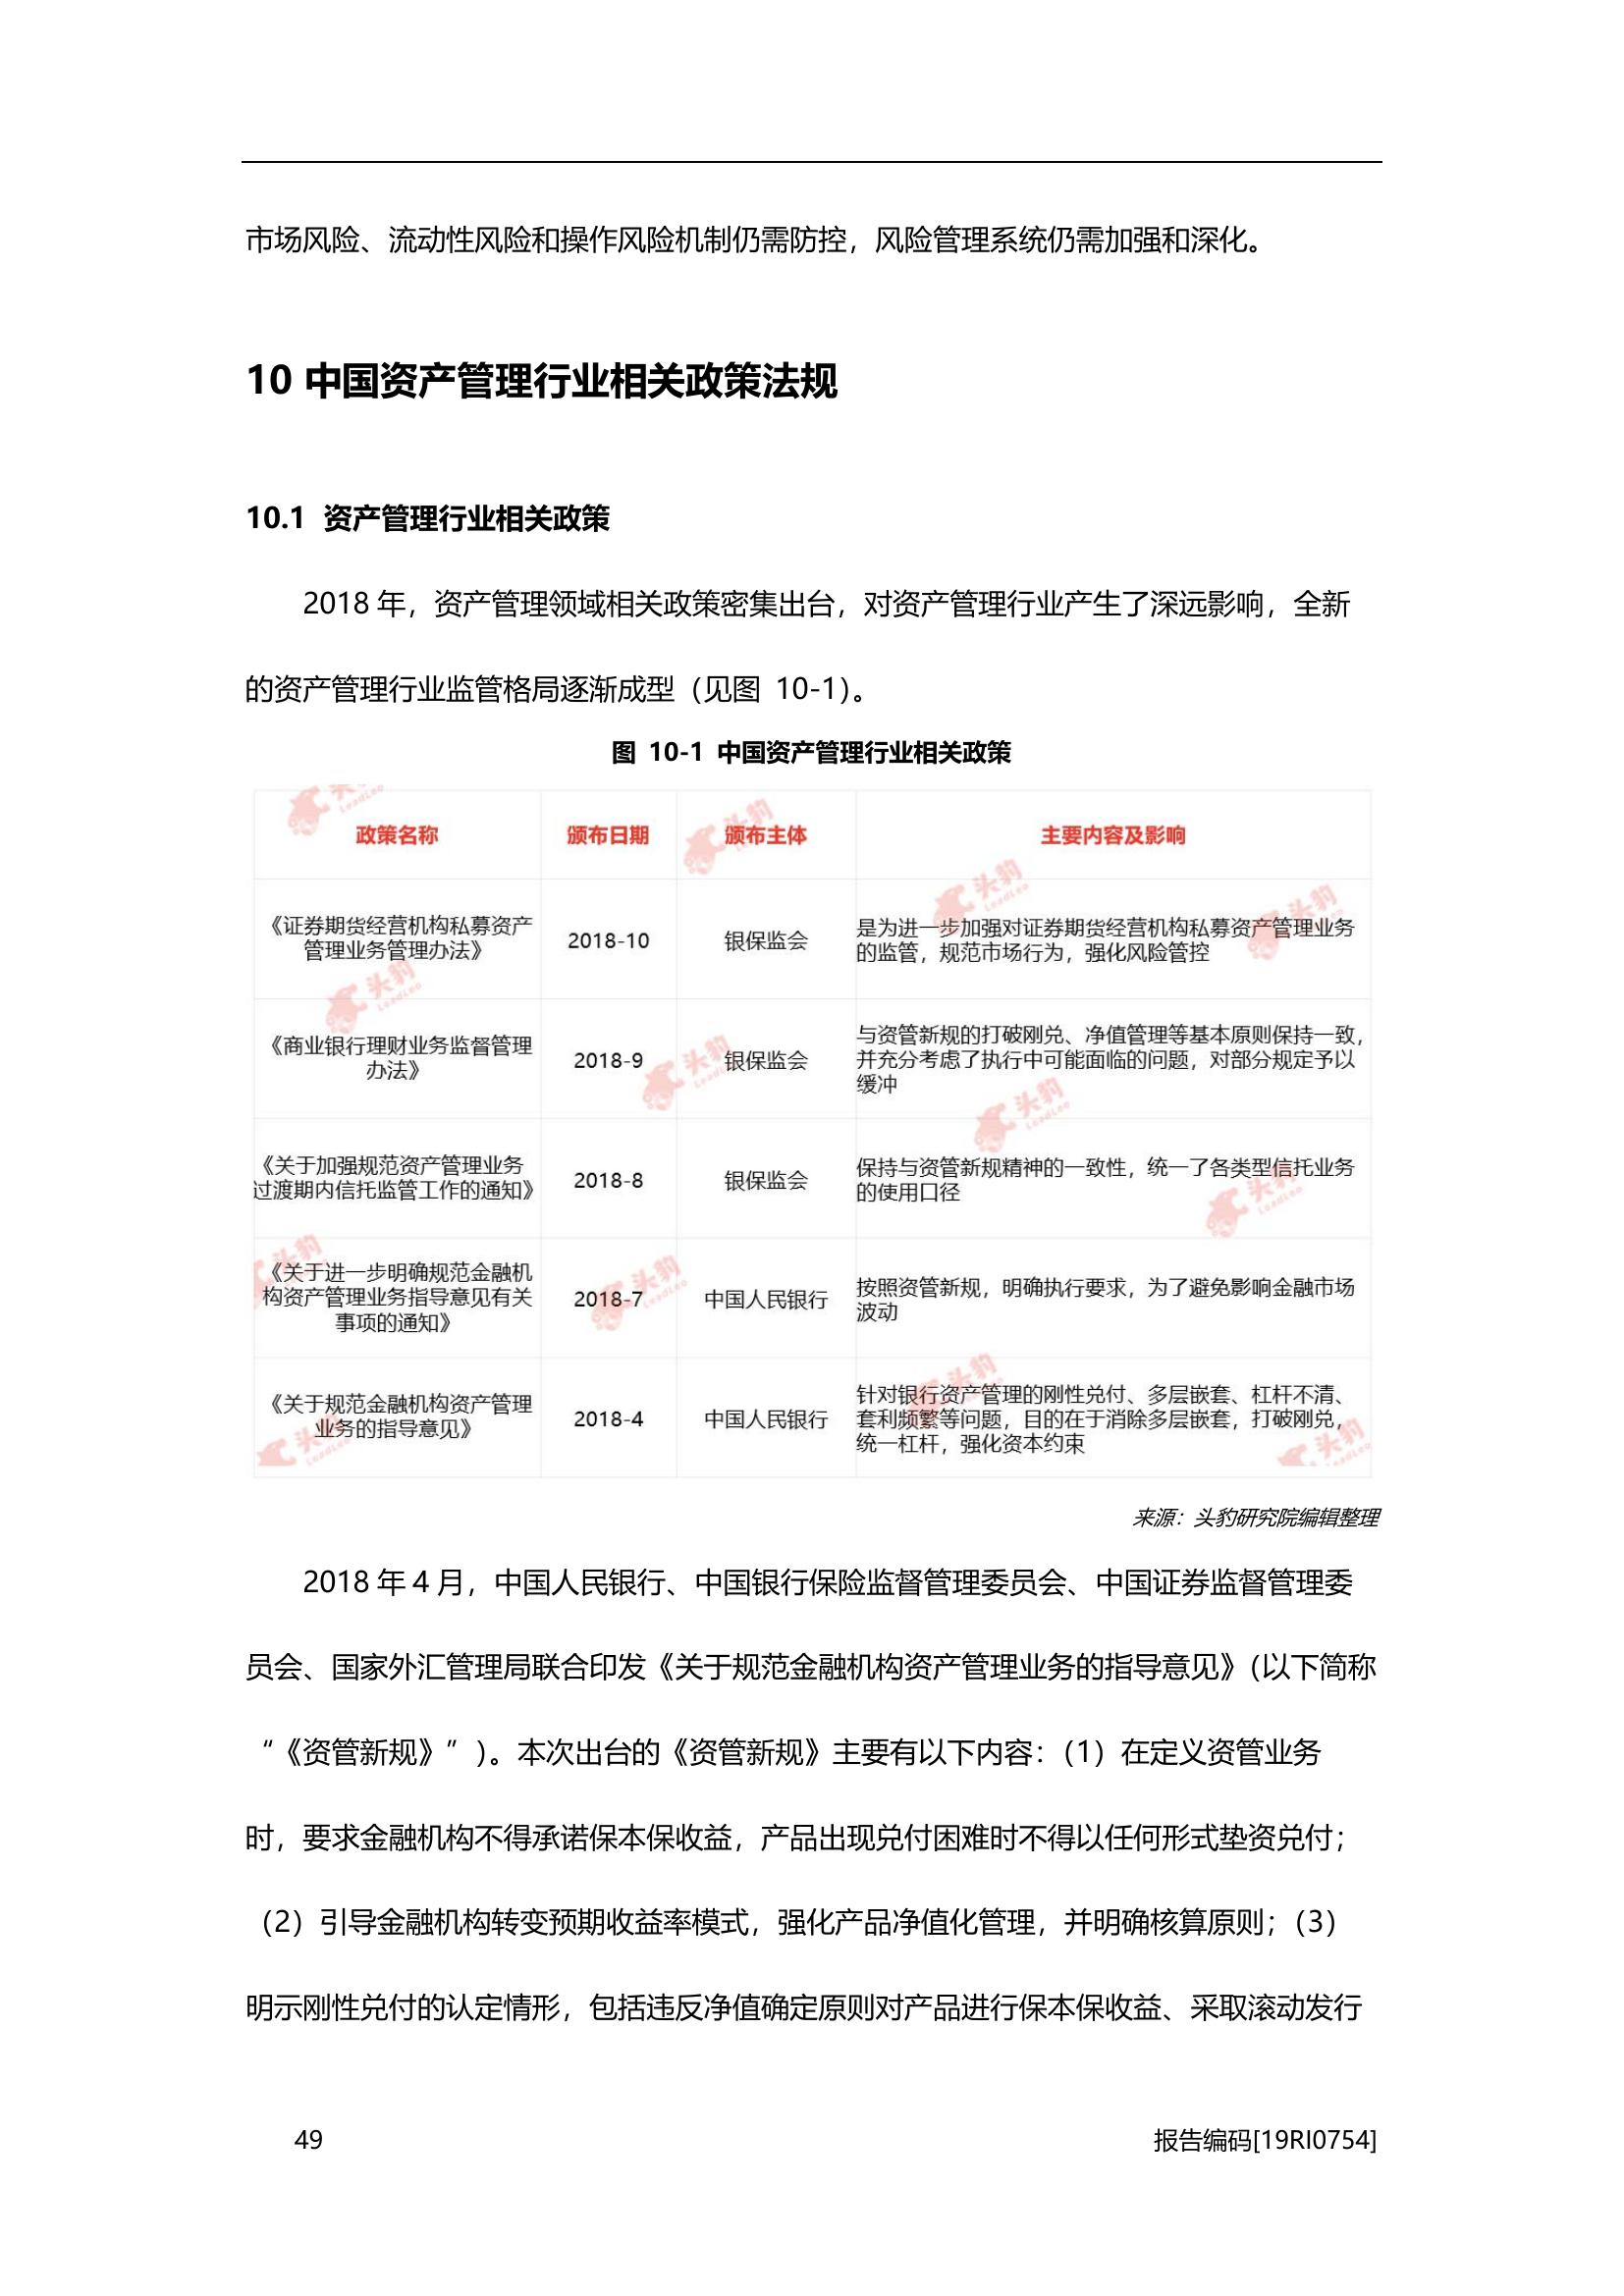 市场风险、流动性风险和操作风险机制仍需防控，风险管理系统仍需加强和深化。
10 中国资产管理行业相关政策法规
10.1 资产管理行业相关政策
2018 年，资产管理领域相关政策密集出台，对资产管理行业产生了深远影响，全新
的资产管理行业监管格局逐渐成型（见图 10-1）。
图 10-1 中国资产管理行业相关政策
政策名称 颁布日期 颁布主体 主要内容及影响
《证券期货经营机构私募资产
管理业务管理办法》
2018-10
银保监会
是为进一步加强对证券期货经营机构私募资产管理业务
的监管，规范市场行为，强化风险管控
《商业银行理财业务监督管理
办法》
2018-9
银保监会
与资管新规的打破刚兑、净值管理等基本原则保持一致，
并充分考虑了执行中可能面临的问题，对部分规定予以
缓冲
《关于加强规范资产管理业务
过渡期内信托监管工作的通知》
2018-8
银保监会
保持与资管新规精神的一致性，统一了各类型信托业务
的使用口径
《关于进一步明确规范金融机
构资产管理业务指导意见有关
事项的通知》
2018-7
中国人民银行
按照资管新规，明确执行要求，为了避免影响金融市场
波动
《关于规范金融机构资产管理
业务的指导意见》
2018-4
中国人民银行
针对银行资产管理的刚性兑付、多层嵌套、杠杆不清、
套利频繁等问题，目的在于消除多层嵌套，打破刚兑，
统一杠杆，强化资本约束
来源：头豹研究院编辑整理
2018 年 4 月，中国人民银行、中国银行保险监督管理委员会、中国证券监督管理委
员会、国家外汇管理局联合印发《关于规范金融机构资产管理业务的指导意见》（以下简称
“《资管新规》”）。本次出台的《资管新规》主要有以下内容：（1）在定义资管业务
时，要求金融机构不得承诺保本保收益，产品出现兑付困难时不得以任何形式垫资兑付；
（2）引导金融机构转变预期收益率模式，强化产品净值化管理，并明确核算原则；（3）
明示刚性兑付的认定情形，包括违反净值确定原则对产品进行保本保收益、采取滚动发行
49 报告编码[19RI0754]